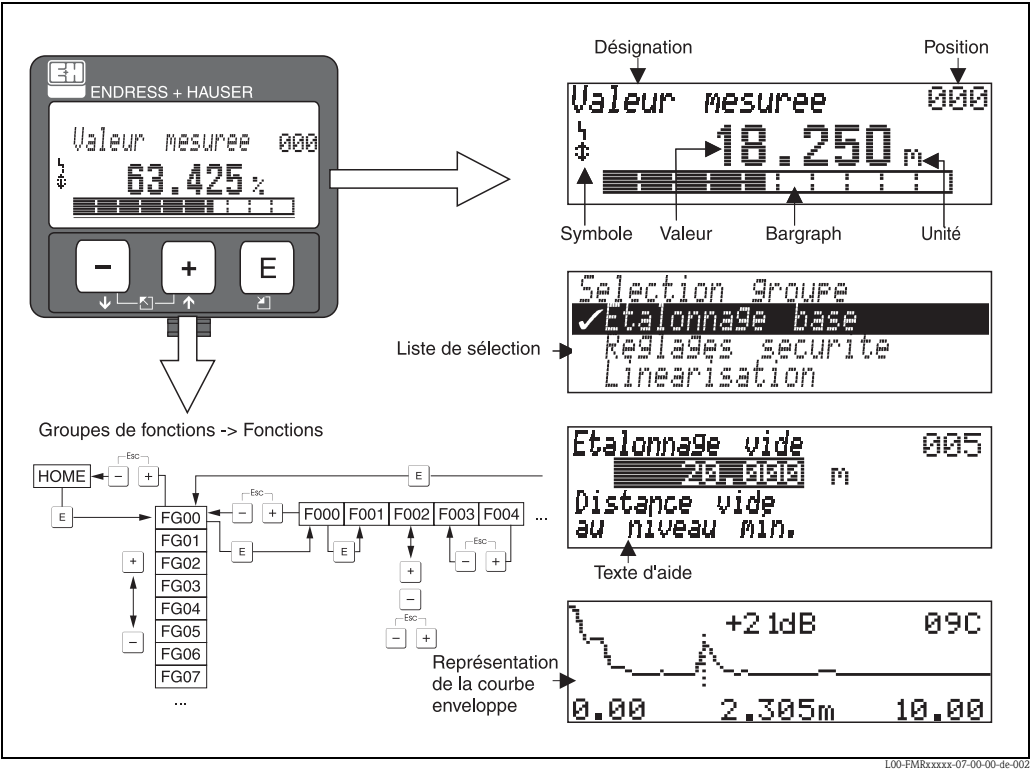 ENDRESS + HAUSER
Valeur mesuree 000
63.425 %
−
+
E
Désignation
Position
Valeur mesuree 000
18.250 m
Symbole
Valeur
Bargraph
Unité
Selection groupe
✓Etalonnage base
Reglages securite
Linearisation
Liste de sélection
Groupes de fonctions -> Fonctions
HOME
Esc
− +
E
E
Esc
− +
FG00
FG01
FG02
FG03
FG04
FG05
FG06
FG07
...
+
−
E
F000 F001 F002 F003 F004 ...
E
+
−
Esc
− +
Esc
− +
Etalonnage vide 005
20.000 m
Distance vide
au niveau min.
Texte d'aide
+21dB 09C
0.00 2.305m 10.00
Représentation
de la courbe
enveloppe
L00-FMRxxxxx-07-00-00-de-002